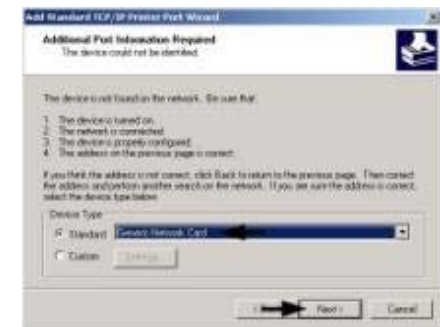 Add Standard TCP/IP Printer Port Wizard
Additional Port Information Required
The device could not be identified.
The device is not found on the network. Be sure that:
1. The device is turned on.
2. The network is connected.
3. The device is properly configured.
4. The address on the previous page is correct.
If you think the address is not correct, click Back to return to the previous page. Then correct
the address and perform another search on the network. If you are sure the address is correct,
select the device type below.
Device Type
Standard Generic Network Card
Custom
Next >
Cancel